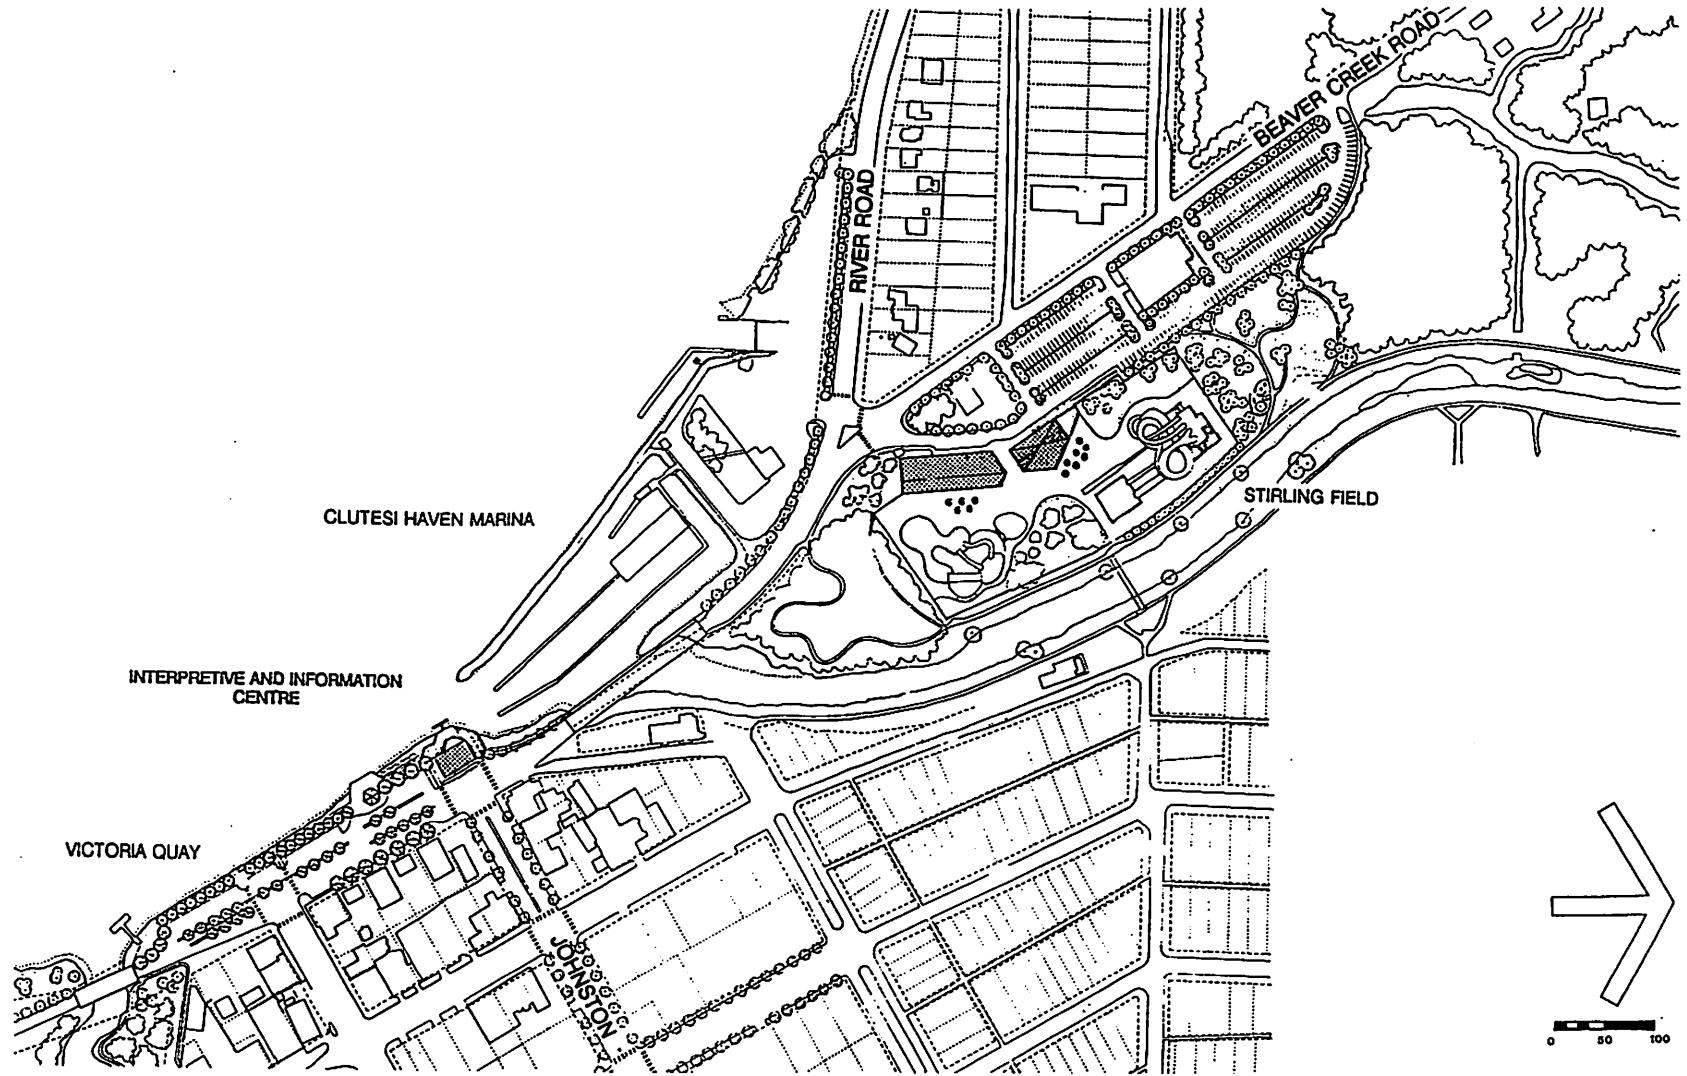 BEAVER CREEK ROAD
RIVER ROAD
STIRLING FIELD
CLUTESI HAVEN MARINA
INTERPRETIVE AND INFORMATION
CENTRE
VICTORIA QUAY
JOHNSTON
0 50 100